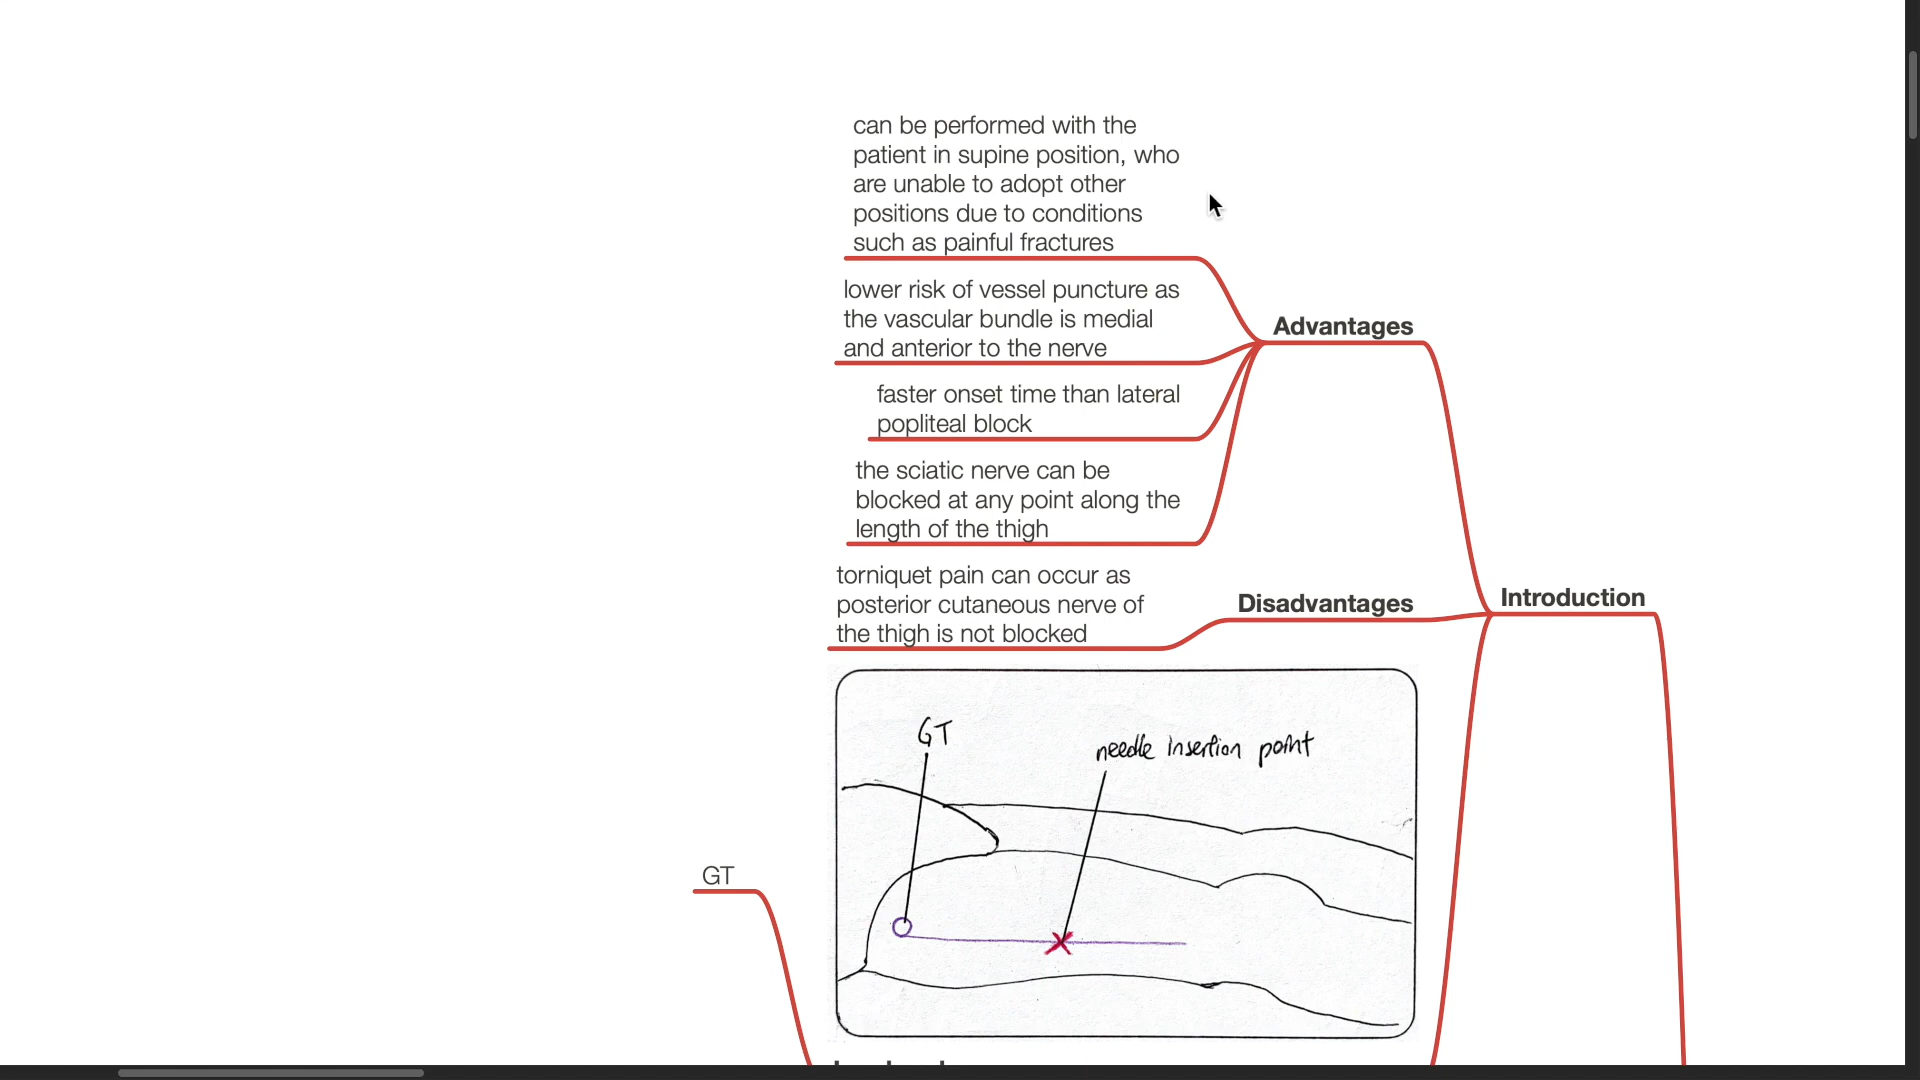 can be performed with the
patient in supine position, who
are unable to adopt other
positions due to conditions
such as painful fractures
lower risk of vessel puncture as
the vascular bundle is medial
and anterior to the nerve
faster onset time than lateral
popliteal block
the sciatic nerve can be
blocked at any point along the
length of the thigh
Advantages
torniquet pain can occur as
posterior cutaneous nerve of
the thigh is not blocked
Disadvantages
Introduction
GT
needle insertion point
GT